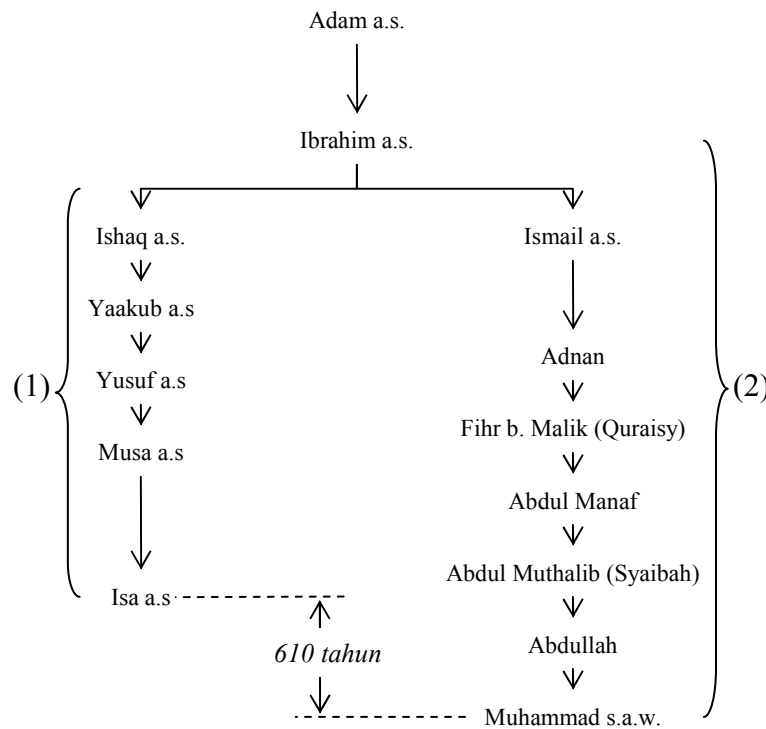 Adam a.s.
Ibrahim a.s.
Ishaq a.s.
Yaakub a.s
Yusuf a.s
Musa a.s
Isa a.s
(1)
Ismail a.s.
Adnan
Fihr b. Malik (Quraisy)
Abdul Manaf
Abdul Muthalib (Syaibah)
Abdullah
Muhammad s.a.w.
(2)
610 tahun